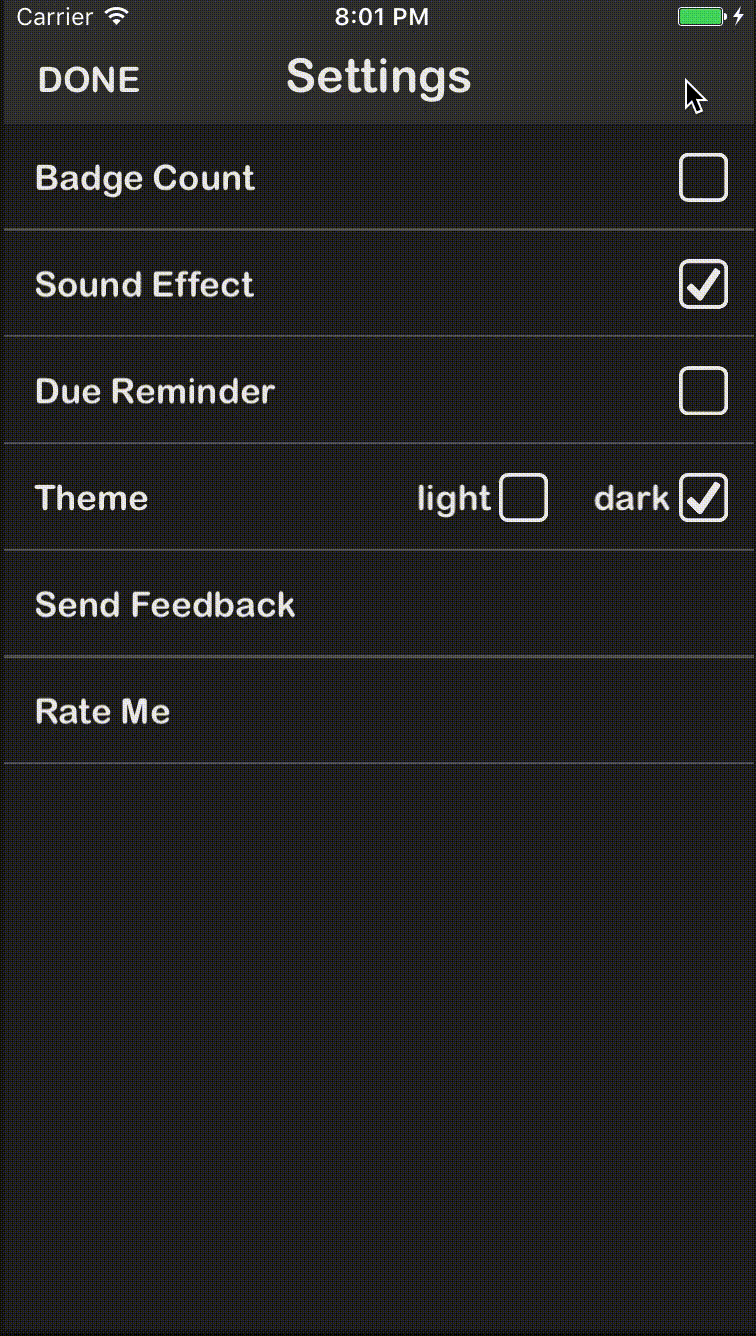 Carrier 8:01 PM
DONE Settings
Badge Count
Sound Effect
Due Reminder
Theme light dark
Send Feedback
Rate Me